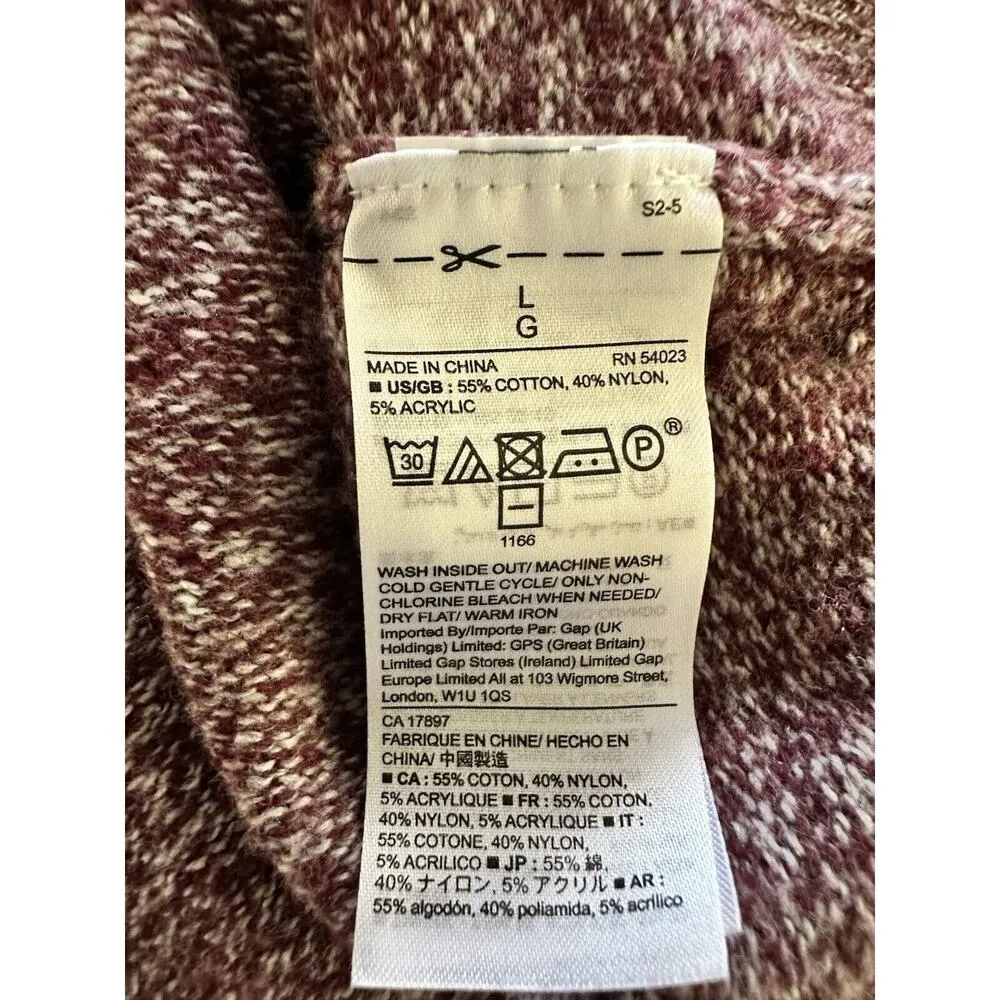 S2-5
L
G
MADE IN CHINA RN 54023
■ US/GB : 55% COTTON, 40% NYLON,
5% ACRYLIC
30 P®
1166
WASH INSIDE OUT/ MACHINE WASH
COLD GENTLE CYCLE/ ONLY NON-
CHLORINE BLEACH WHEN NEEDED/
DRY FLAT/ WARM IRON
Imported By/Importe Par: Gap (UK
Holdings) Limited: GPS (Great Britain)
Limited Gap Stores (Ireland) Limited Gap
Europe Limited All at 103 Wigmore Street,
London, W1U 1QS
CA 17897
FABRIQUE EN CHINE/ HECHO EN
CHINA/ 中國製造
■ CA : 55% COTON, 40% NYLON,
5% ACRYLIQUE ■ FR : 55% COTON,
40% NYLON, 5% ACRYLIQUE ■ IT :
55% COTONE, 40% NYLON,
5% ACRILICO ■ JP : 55% 綿,
40% ナイロン, 5% アクリル ■ AR :
55% algodón, 40% poliamida, 5% acrílico